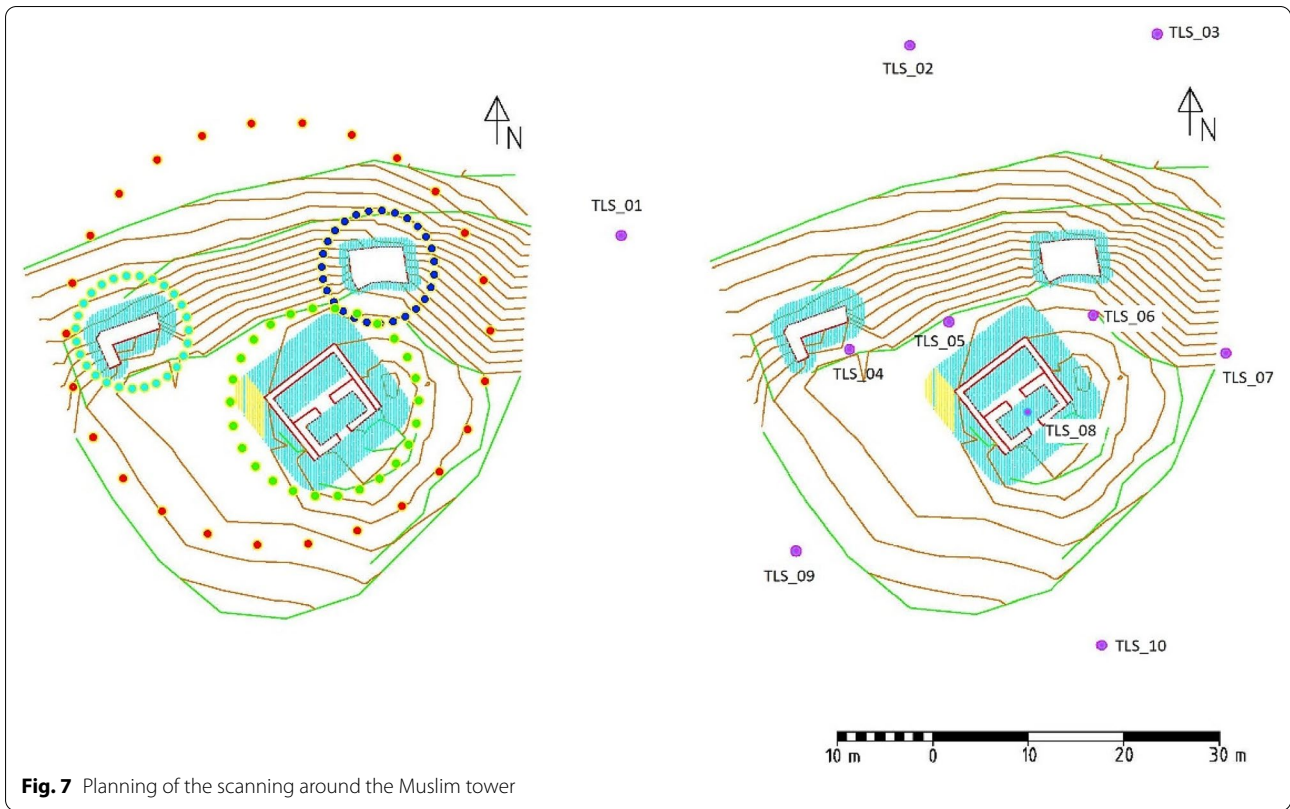 TLS_03
TLS_02
N
N
TLS_01
TLS_06
TLS_05
TLS_07
TLS_04
TLS_08
TLS_09
TLS_10
10 m 0 10 20 30 m
Fig. 7 Planning of the scanning around the Muslim tower